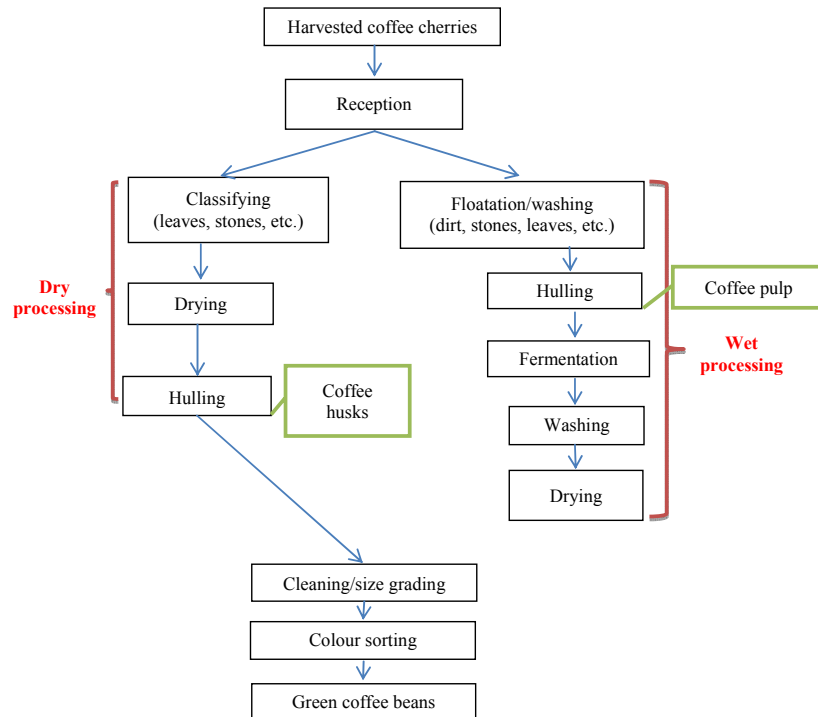 Harvested coffee cherries
Reception
Classifying
(leaves, stones, etc.)
Drying
Hulling
Coffee
husks
Dry
processing
Floatation/washing
(dirt, stones, leaves, etc.)
Hulling
Coffee pulp
Fermentation
Washing
Drying
Wet
processing
Cleaning/size grading
Colour sorting
Green coffee beans